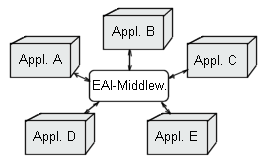 Appl. B
Appl. A
Appl. C
EAI-Middlew.
Appl. D
Appl. E